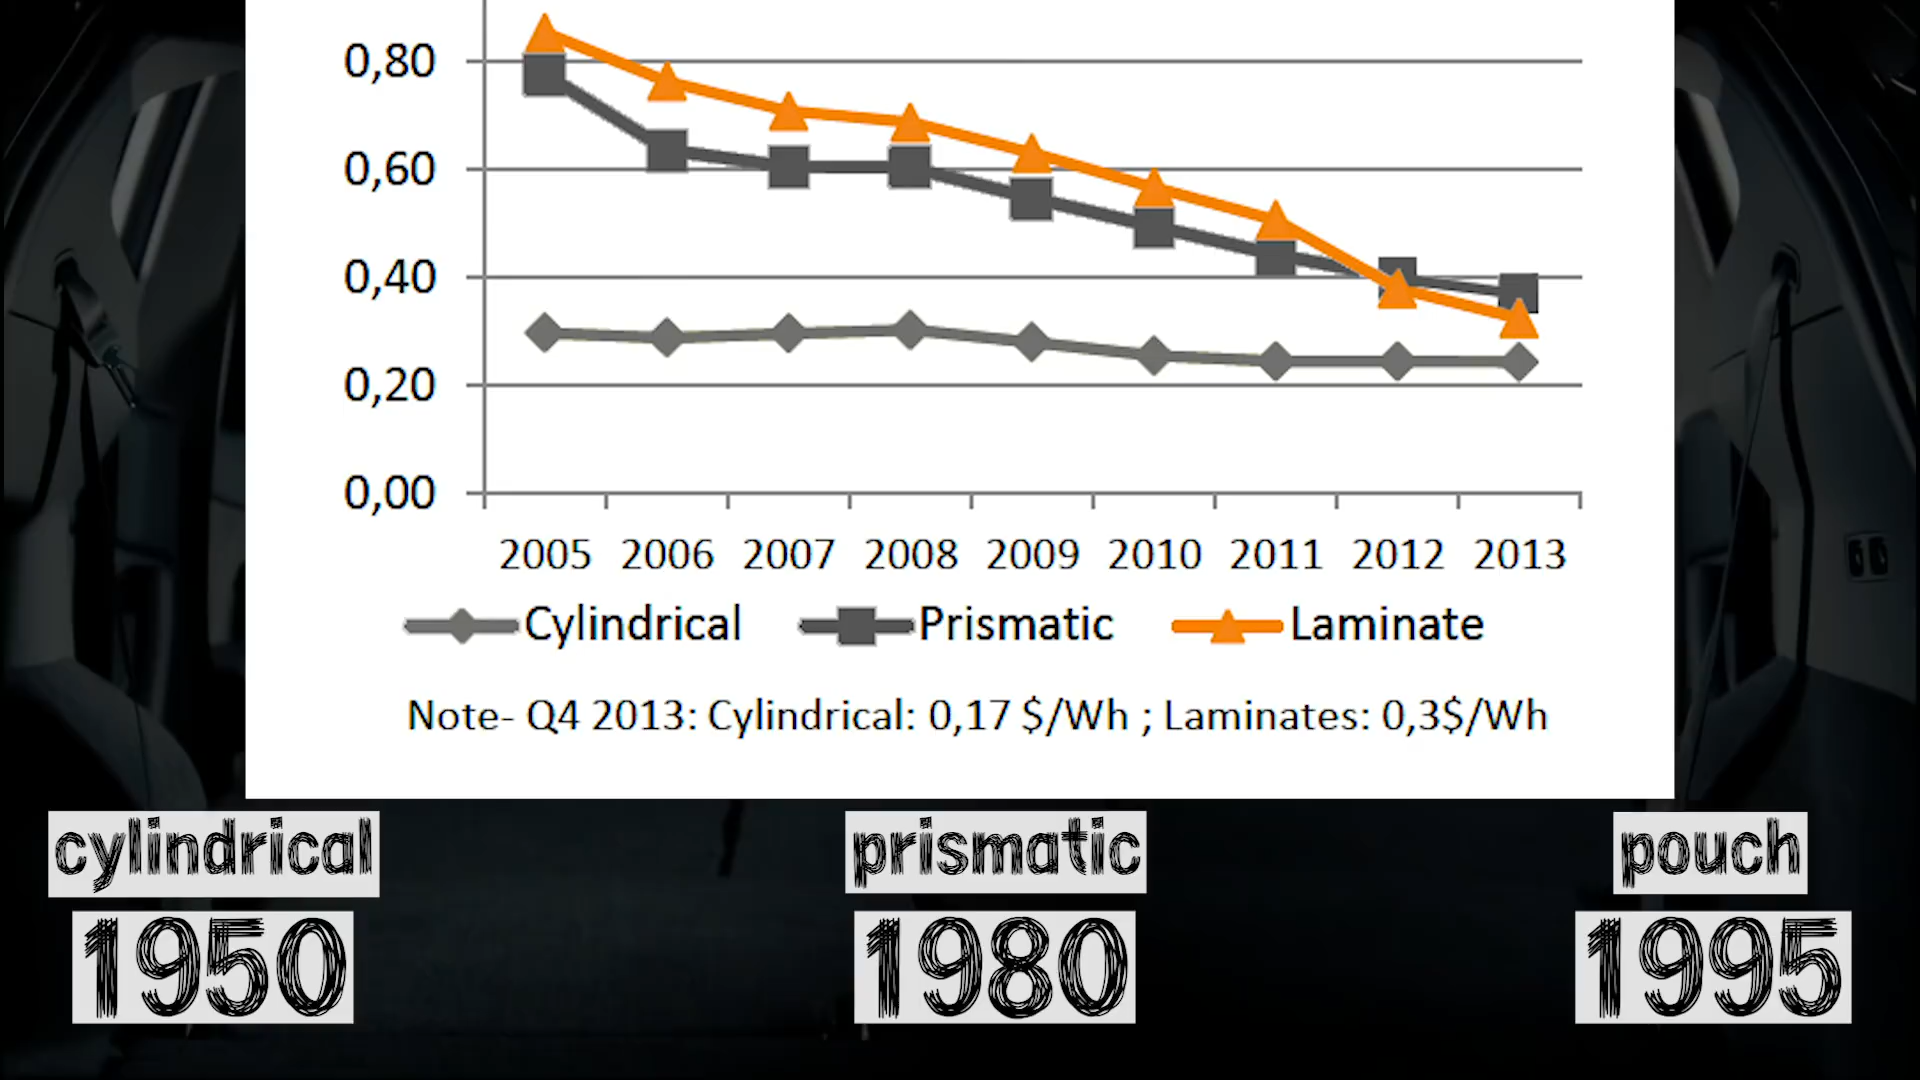 0,80
0,60
0,40
0,20
0,00
2005 2006 2007 2008 2009 2010 2011 2012 2013
Cylindrical Prismatic Laminate
Note- Q4 2013: Cylindrical: 0,17 $/Wh ; Laminates: 0,3$/Wh
cylindrical prismatic pouch
1950 1980 1995